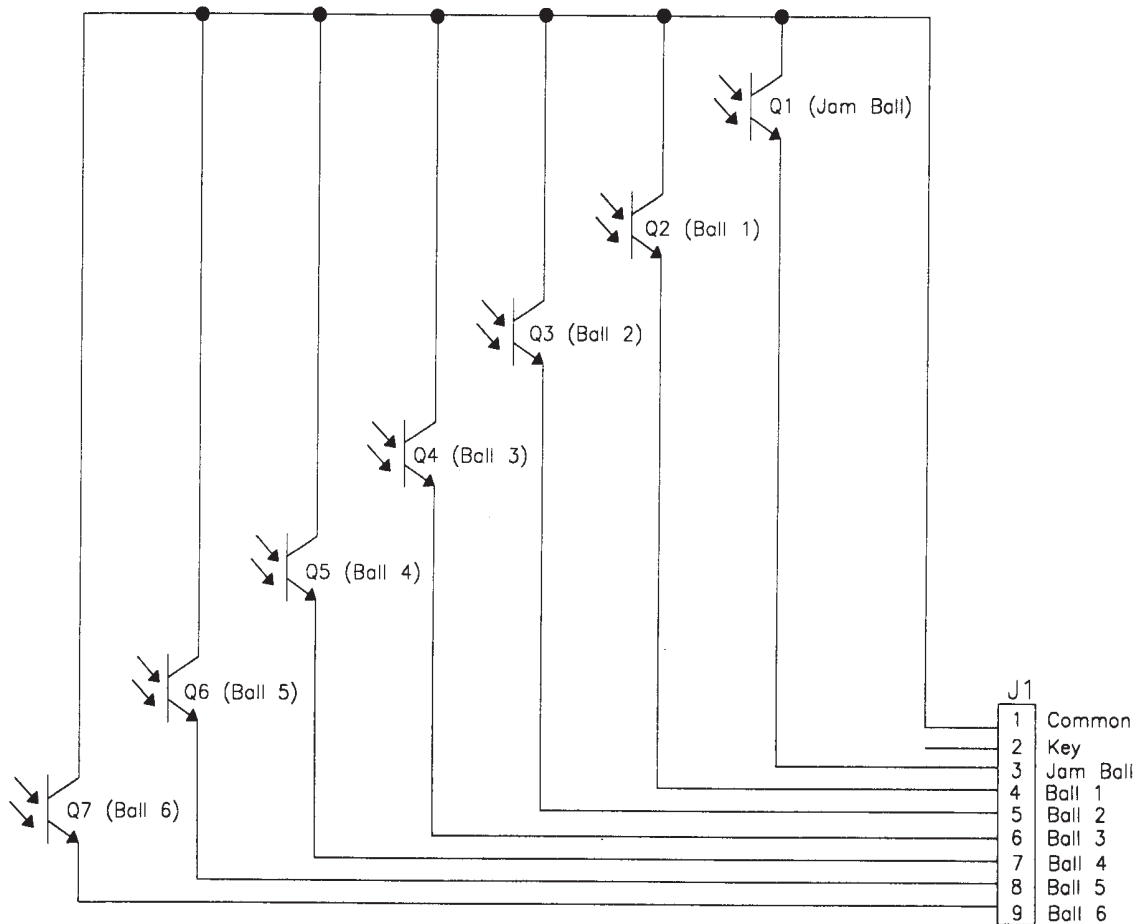 Q1 (Jam Ball)
Q2 (Ball 1)
Q3 (Ball 2)
Q4 (Ball 3)
Q5 (Ball 4)
Q6 (Ball 5)
Q7 (Ball 6)
J1
1 Common
2 Key
3 Jam Ball
4 Ball 1
5 Ball 2
6 Ball 3
7 Ball 4
8 Ball 5
9 Ball 6